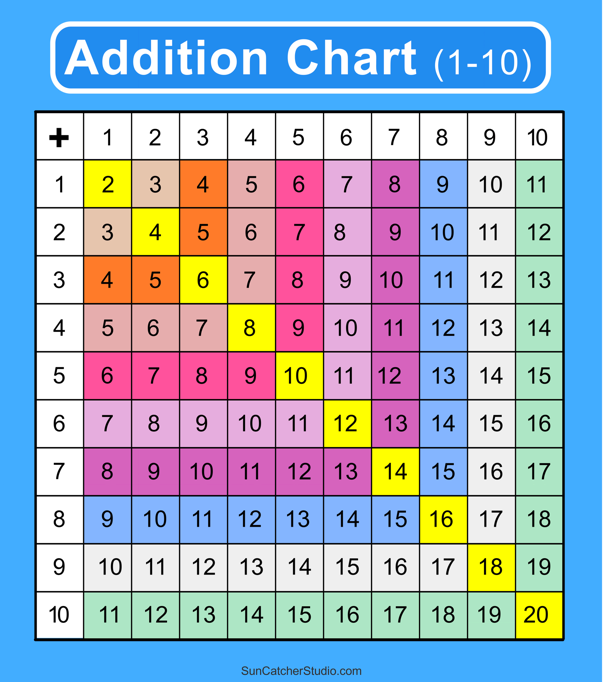 Addition Chart (1-10)
+ 1 2 3 4 5 6 7 8 9 10
1 2 3 4 5 6 7 8 9 10 11
2 3 4 5 6 7 8 9 10 11 12
3 4 5 6 7 8 9 10 11 12 13
4 5 6 7 8 9 10 11 12 13 14
5 6 7 8 9 10 11 12 13 14 15
6 7 8 9 10 11 12 13 14 15 16
7 8 9 10 11 12 13 14 15 16 17
8 9 10 11 12 13 14 15 16 17 18
9 10 11 12 13 14 15 16 17 18 19
10 11 12 13 14 15 16 17 18 19 20
SunCatcherStudio.com